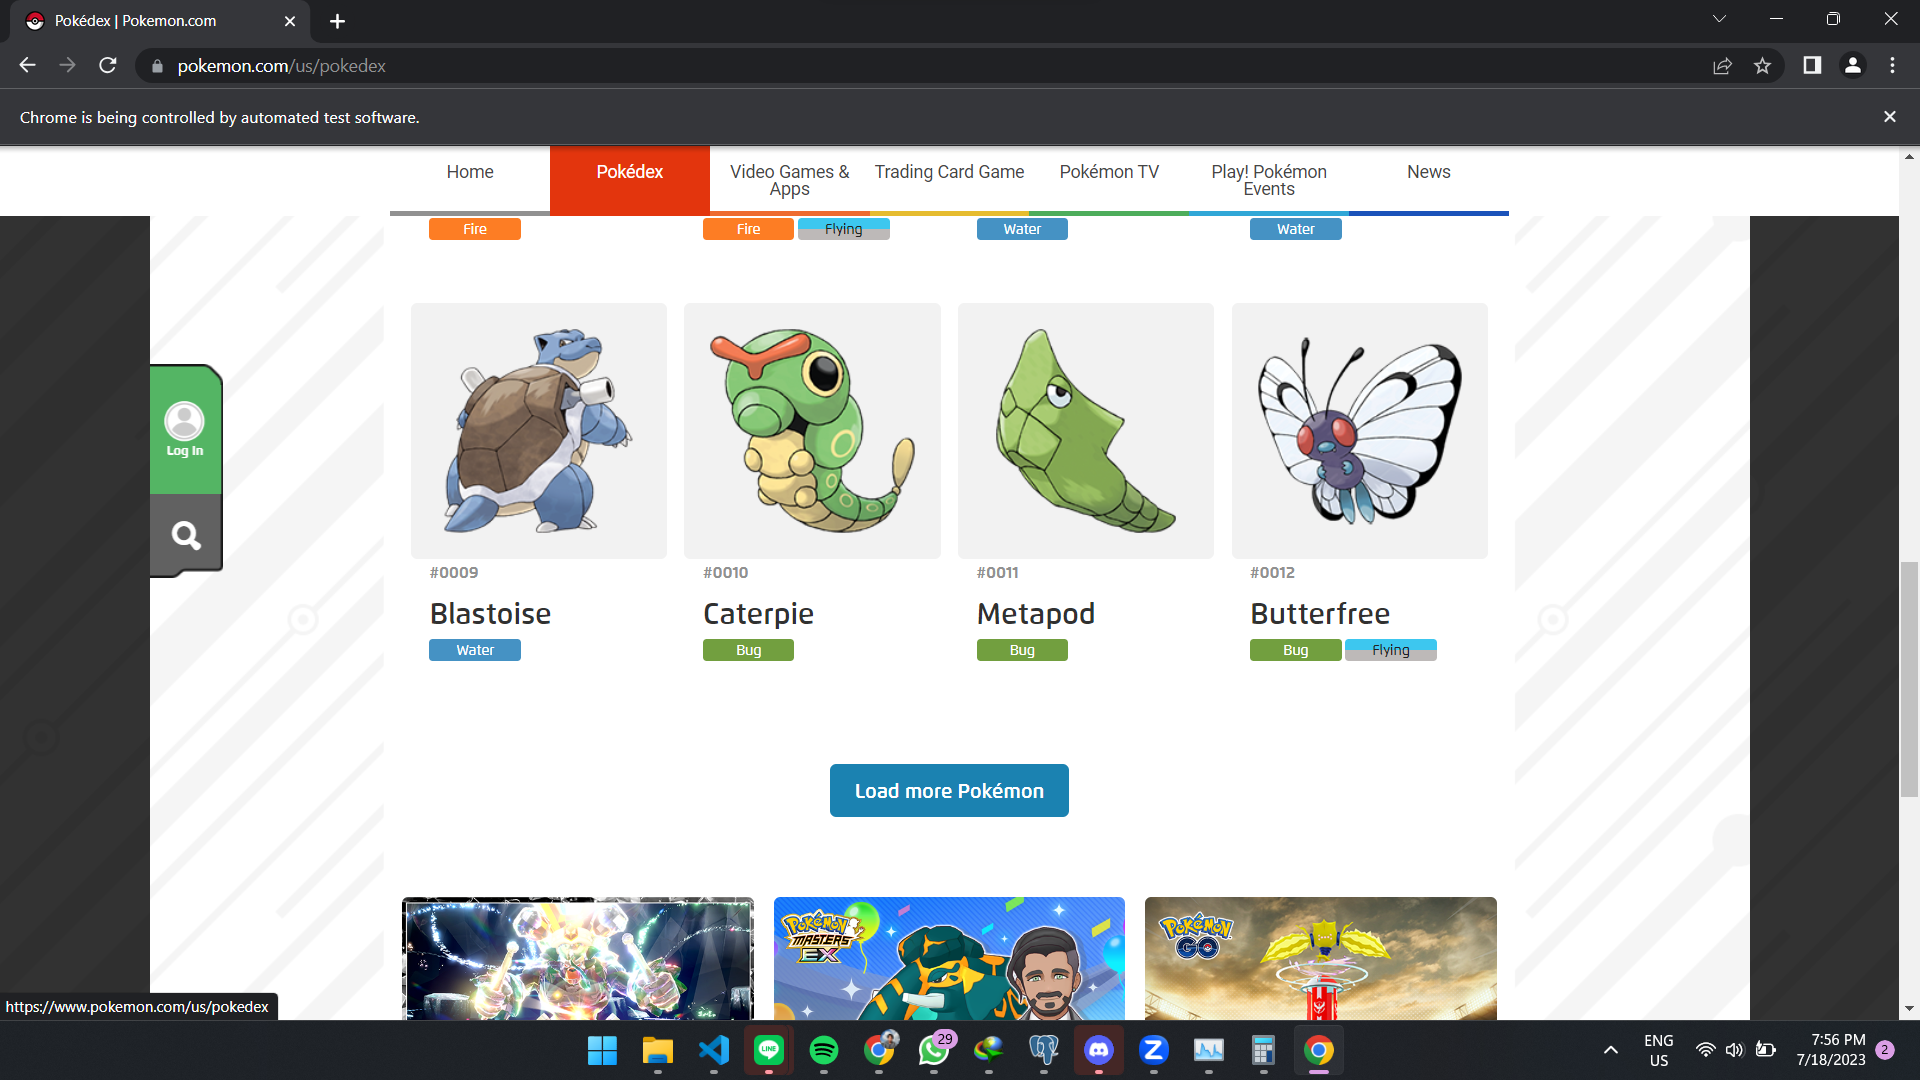 Pokédex | Pokemon.com
pokemon.com/us/pokedex
Chrome is being controlled by automated test software.
Home
Pokédex
Video Games &
Apps
Trading Card Game
Pokémon TV
Play! Pokémon
Events
News
Fire
Fire
Flying
Water
Water
Log In
#0009
Blastoise
Water
#0010
Caterpie
Bug
#0011
Metapod
Bug
#0012
Butterfree
Bug
Flying
Load more Pokémon
POKÉMON
MASTERS
EX
POKÉMON
GO
https://www.pokemon.com/us/pokedex
LINE
29
ENG
US
7:56 PM
7/18/2023
2